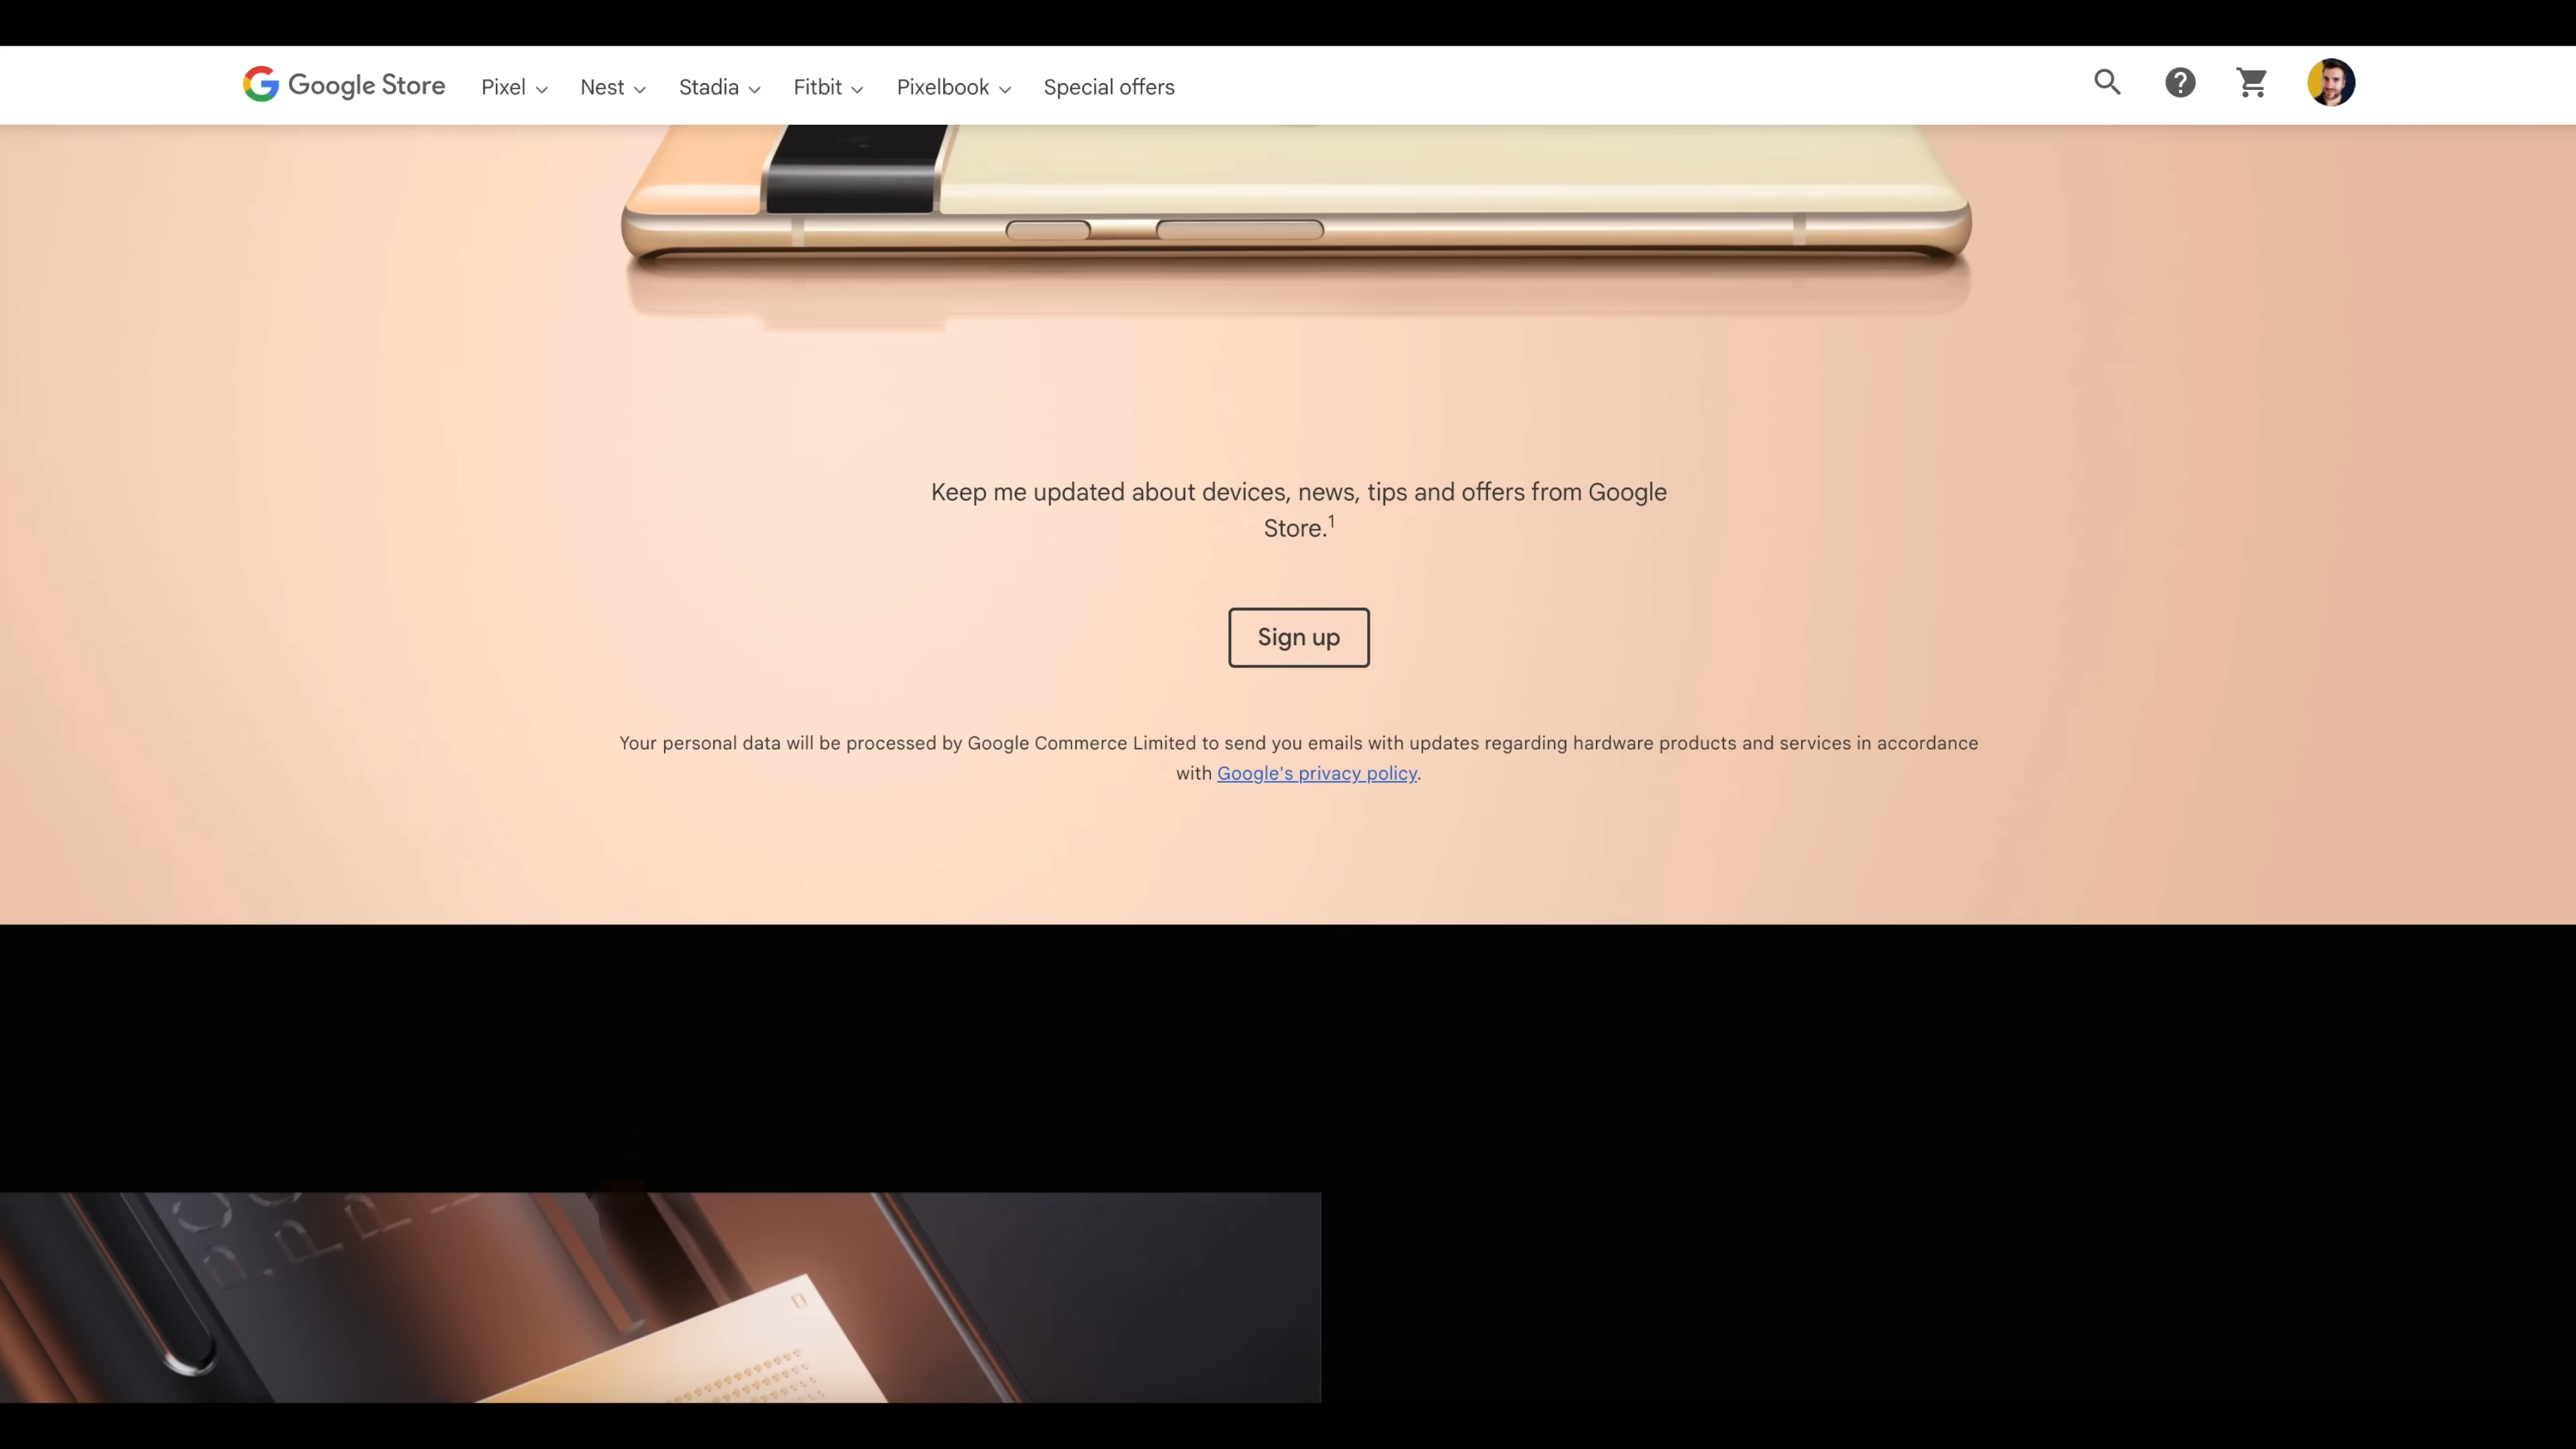 Google Store Pixel Nest Stadia Fitbit Pixelbook Special offers
Keep me updated about devices, news, tips and offers from Google
Store.1
Sign up
Your personal data will be processed by Google Commerce Limited to send you emails with updates regarding hardware products and services in accordance
with Google's privacy policy.